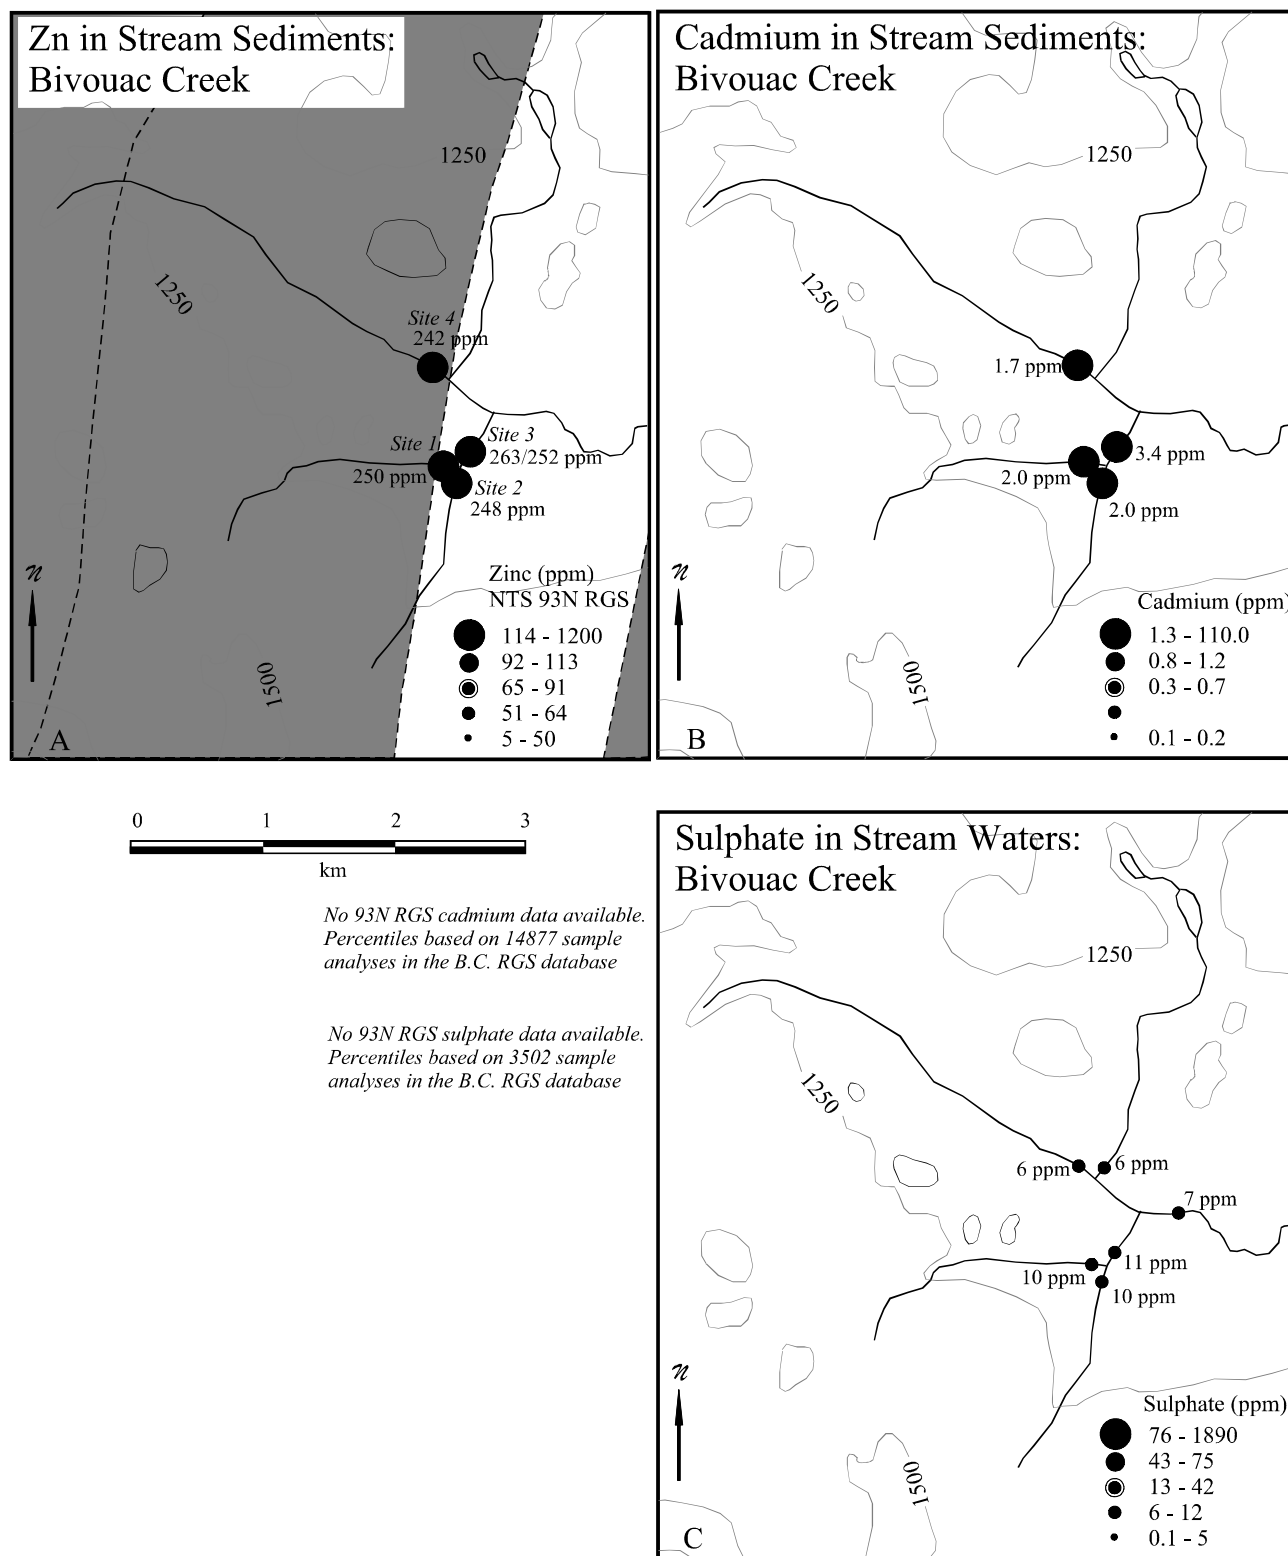 Zn in Stream Sediments:
Bivouac Creek
1250
1250
Site 4
242 ppm
Site 1
Site 3
263/252 ppm
250 ppm
Site 2
248 ppm
N
Zinc (ppm)
NTS 93N RGS
114 - 1200
92 - 113
65 - 91
51 - 64
5 - 50
1500
A
Cadmium in Stream Sediments:
Bivouac Creek
1250
1250
1.7 ppm
3.4 ppm
2.0 ppm
2.0 ppm
N
Cadmium (ppm)
1.3 - 110.0
0.8 - 1.2
0.3 - 0.7
0.1 - 0.2
1500
B
0 1 2 3
km
No 93N RGS cadmium data available.
Percentiles based on 14877 sample
analyses in the B.C. RGS database
No 93N RGS sulphate data available.
Percentiles based on 3502 sample
analyses in the B.C. RGS database
Sulphate in Stream Waters:
Bivouac Creek
1250
1250
6 ppm
6 ppm
7 ppm
11 ppm
10 ppm
10 ppm
N
Sulphate (ppm)
76 - 1890
43 - 75
13 - 42
6 - 12
0.1 - 5
1500
C